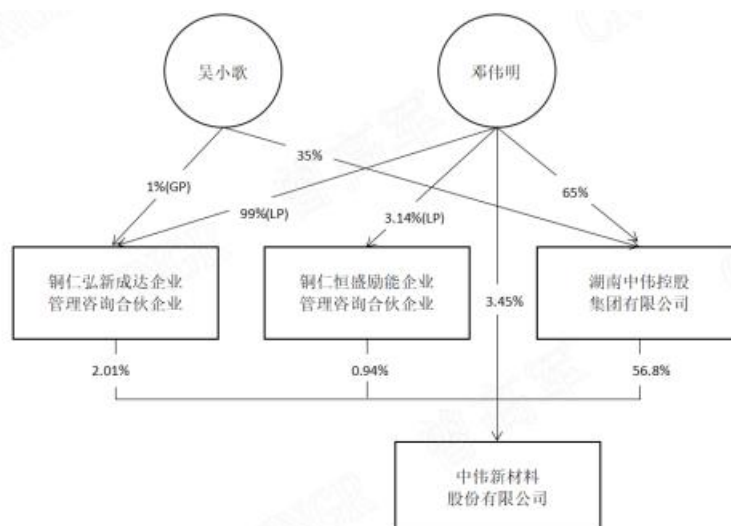 吴小歌
邓伟明
35%
1%(GP)
65%
99%(LP)
3.14%(LP)
铜仁弘新成达企业
管理咨询合伙企业
铜仁恒盛励能企业
管理咨询合伙企业
湖南中伟控股
集团有限公司
3.45%
2.01%
0.94%
56.8%
中伟新材料
股份有限公司